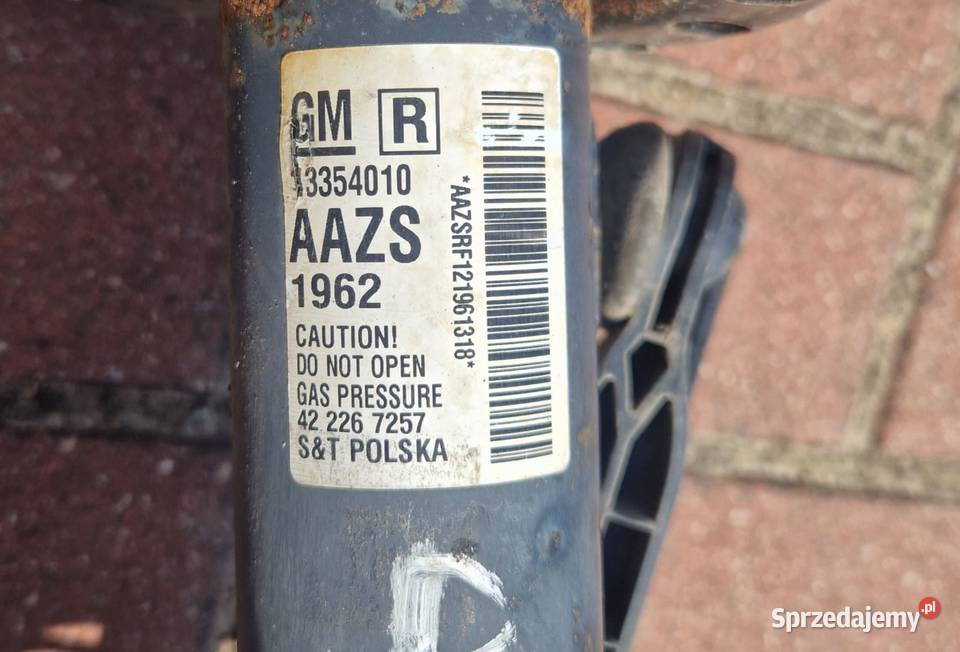 GM R
13354010
AAZS
1962
CAUTION!
DO NOT OPEN
GAS PRESSURE
42 226 7257
S&T POLSKA
*AAZSRF121961318*
Sprzedajemy.pl